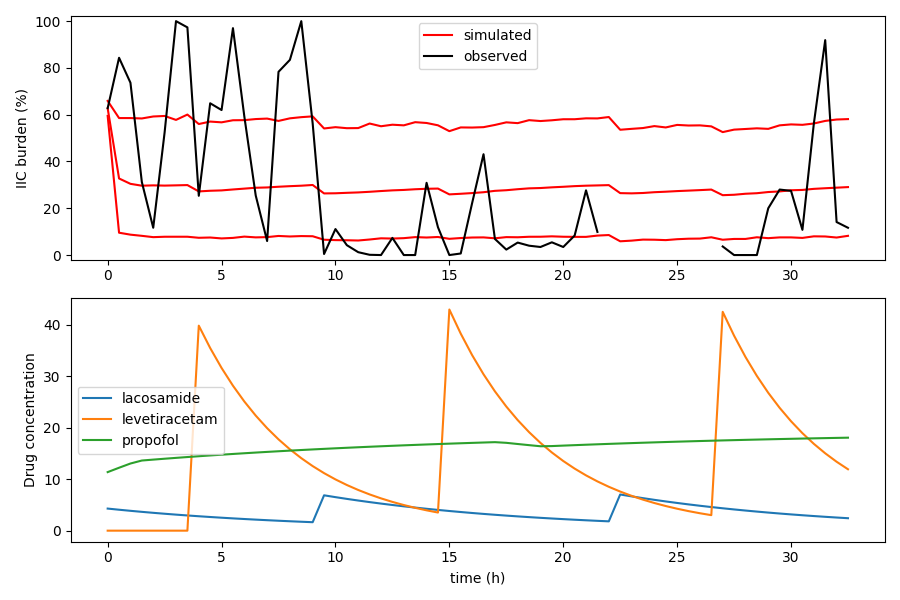 100
80
60
40
20
0
IIC burden (%)
simulated
observed
0 5 10 15 20 25 30
40
30
20
10
0
Drug concentration
lacosamide
levetiracetam
propofol
0 5 10 15 20 25 30
time (h)